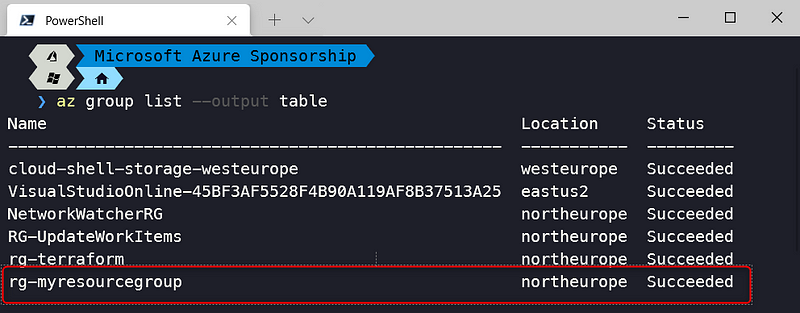 PowerShell
Microsoft Azure Sponsorship
❯ az group list --output table
Name Location Status
----------------------------------------------------- ----------- ---------
cloud-shell-storage-westeurope westeurope Succeeded
VisualStudioOnline-45BF3AF5528F4B90A119AF8B37513A25 eastus2 Succeeded
NetworkWatcherRG northeurope Succeeded
RG-UpdateWorkItems northeurope Succeeded
rg-terraform northeurope Succeeded
rg-myresourcegroup northeurope Succeeded